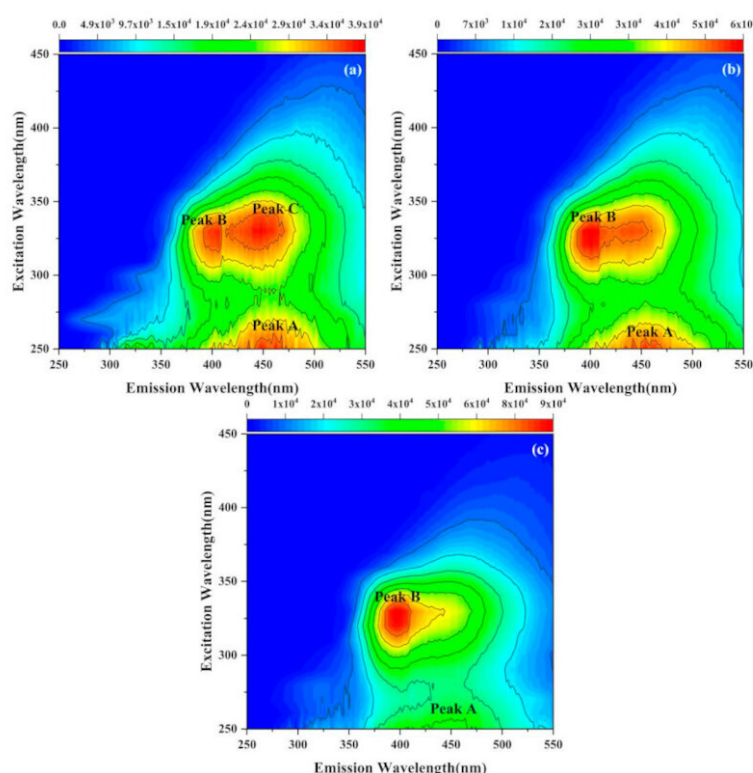 0.0 4.9x10³ 9.7x10³ 1.5x10⁴ 1.9x10⁴ 2.4x10⁴ 2.9x10⁴ 3.4x10⁴ 3.9x10⁴
(a)
450
400
350
300
250
Peak B
Peak C
Peak A
250 300 350 400 450 500 550
Excitation Wavelength(nm)
Emission Wavelength(nm)
0 7x10³ 1x10⁴ 2x10⁴ 3x10⁴ 3x10⁴ 4x10⁴ 5x10⁴ 6x10⁴
(b)
450
400
350
300
250
Peak B
Peak A
250 300 350 400 450 500 550
Excitation Wavelength(nm)
Emission Wavelength(nm)
0 1x10⁴ 2x10⁴ 3x10⁴ 4x10⁴ 5x10⁴ 6x10⁴ 8x10⁴ 9x10⁴
(c)
450
400
350
300
250
Peak B
Peak A
250 300 350 400 450 500 550
Excitation Wavelength(nm)
Emission Wavelength(nm)